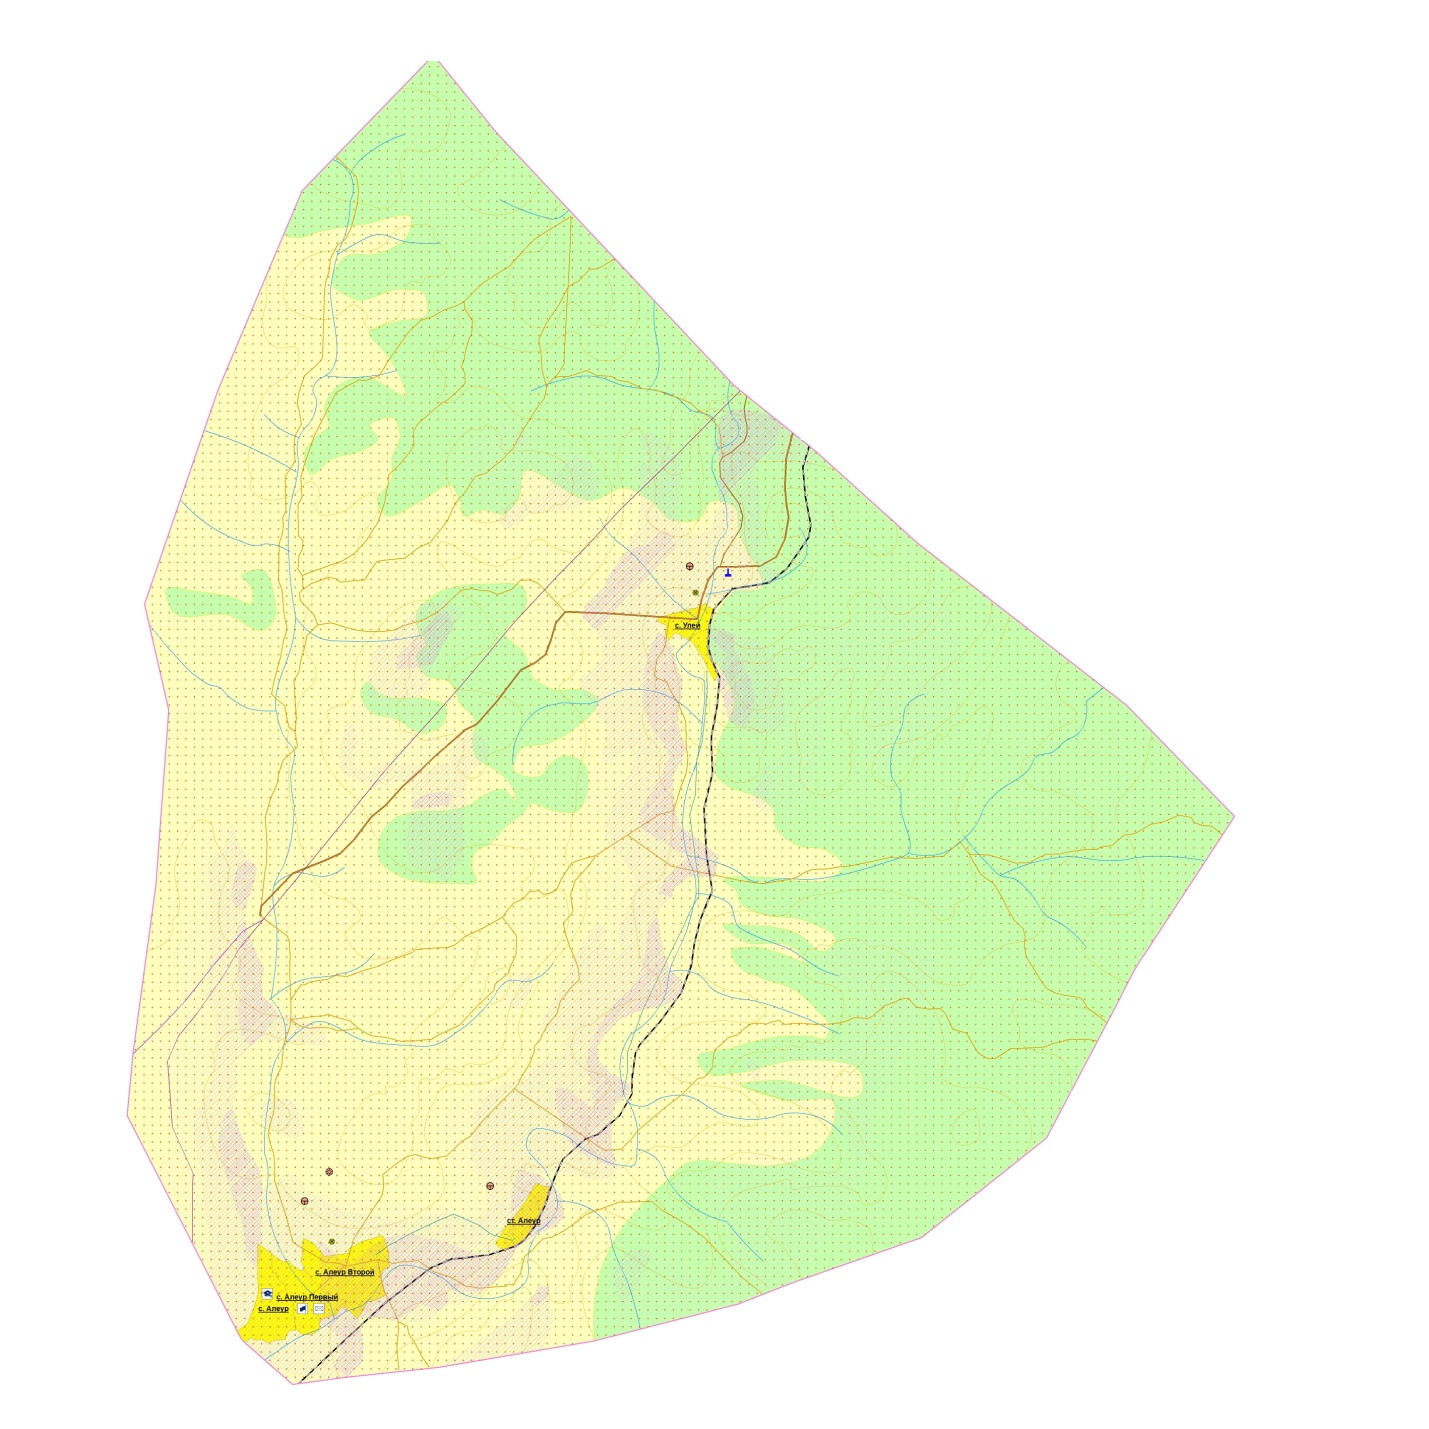 с. Улей
ст. Алеур
с. Алеур Второй
с. Алеур Первый
с. Алеур